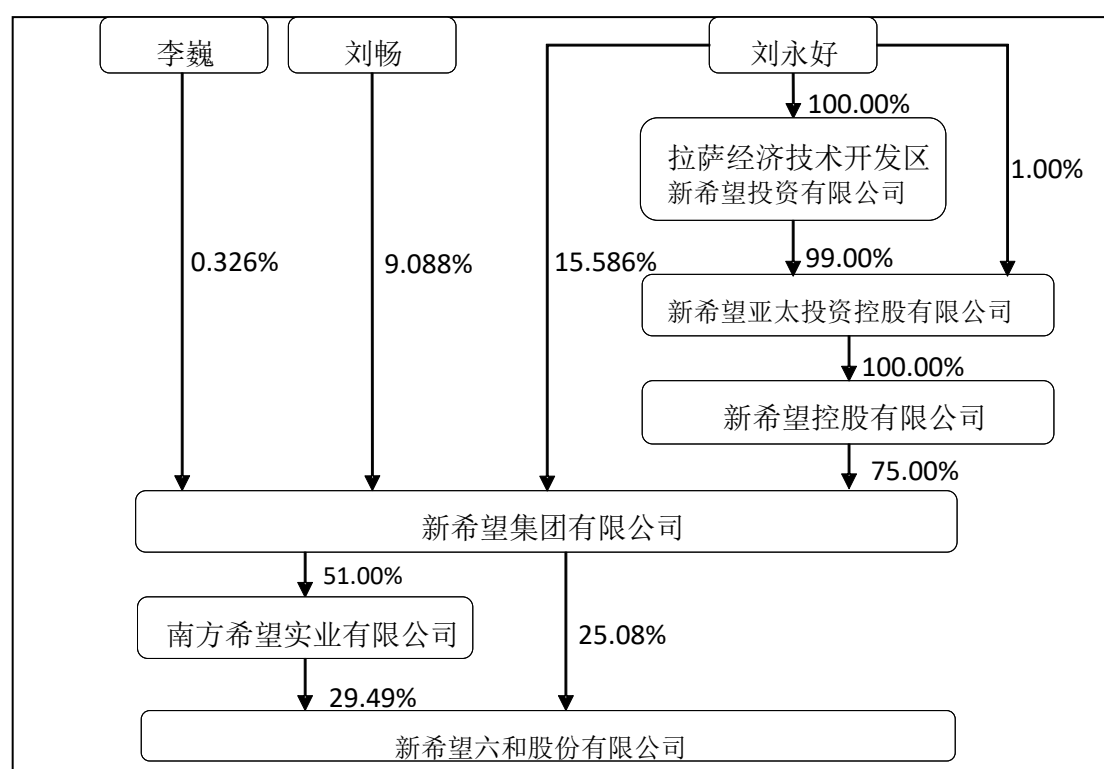 李巍
刘畅
刘永好
100.00%
拉萨经济技术开发区
新希望投资有限公司
1.00%
0.326%
9.088%
15.586%
99.00%
新希望亚太投资控股有限公司
100.00%
新希望控股有限公司
75.00%
新希望集团有限公司
51.00%
南方希望实业有限公司
25.08%
29.49%
新希望六和股份有限公司